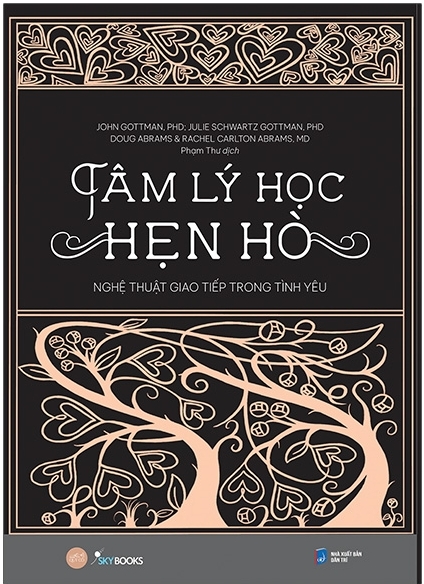 JOHN GOTTMAN, PHD; JULIE SCHWARTZ GOTTMAN, PHD
DOUG ABRAMS & RACHEL CARLTON ABRAMS, MD
Phạm Thư dịch
TÂM LÝ HỌC
HẸN HÒ
NGHỆ THUẬT GIAO TIẾP TRONG TÌNH YÊU
SKYBOOKS
NHÀ XUẤT BẢN
DÂN TRÍ